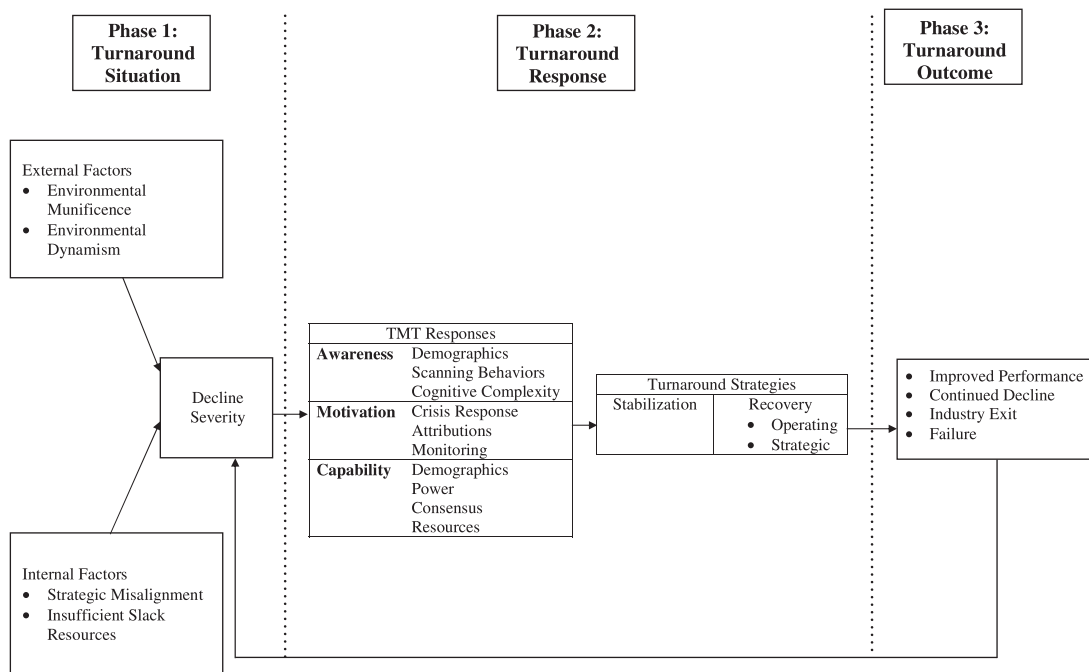 Phase 1:
Turnaround
Situation
Phase 2:
Turnaround
Response
Phase 3:
Turnaround
Outcome
External Factors
• Environmental
Munificence
• Environmental
Dynamism
Decline
Severity
Internal Factors
• Strategic Misalignment
• Insufficient Slack
Resources
TMT Responses
Awareness Demographics
Scanning Behaviors
Cognitive Complexity
Motivation Crisis Response
Attributions
Monitoring
Capability Demographics
Power
Consensus
Resources
Turnaround Strategies
Stabilization Recovery
• Operating
• Strategic
• Improved Performance
• Continued Decline
• Industry Exit
• Failure